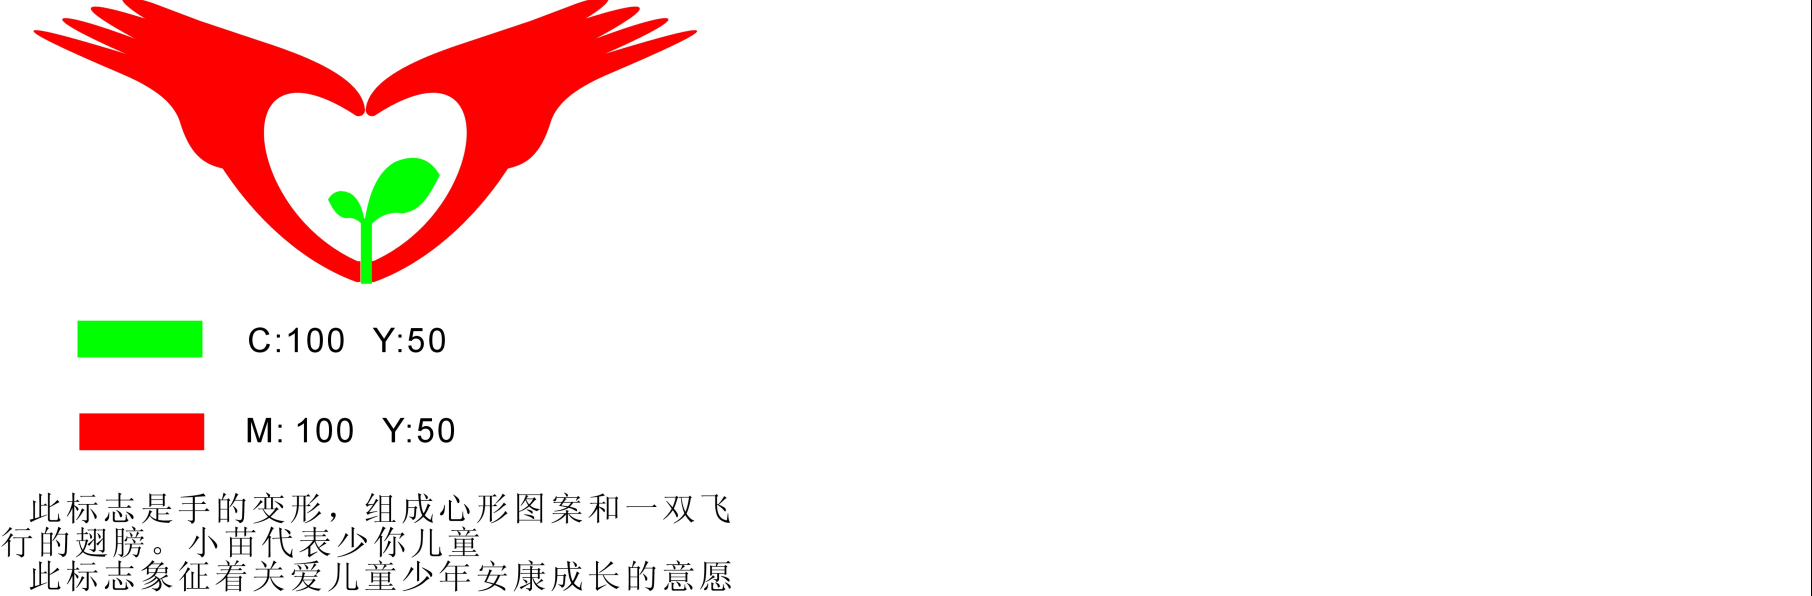 C:100 Y:50
M: 100 Y:50
此标志是手的变形，组成心形图案和一双飞
行的翅膀。小苗代表少你儿童
此标志象征着关爱儿童少年安康成长的意愿